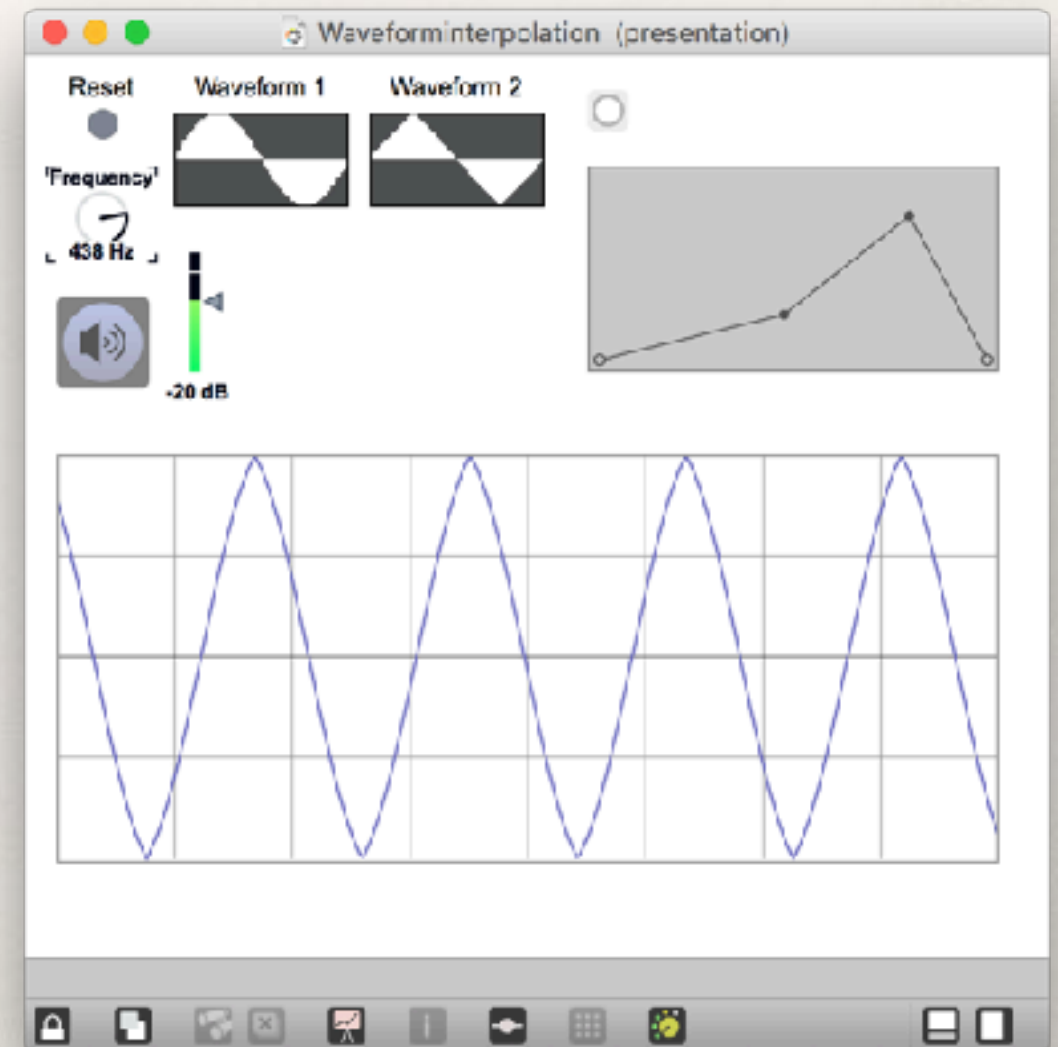 Waveforminterpolation (presentation)
Reset
Waveform 1
Waveform 2
Frequency
438 Hz
-20 dB